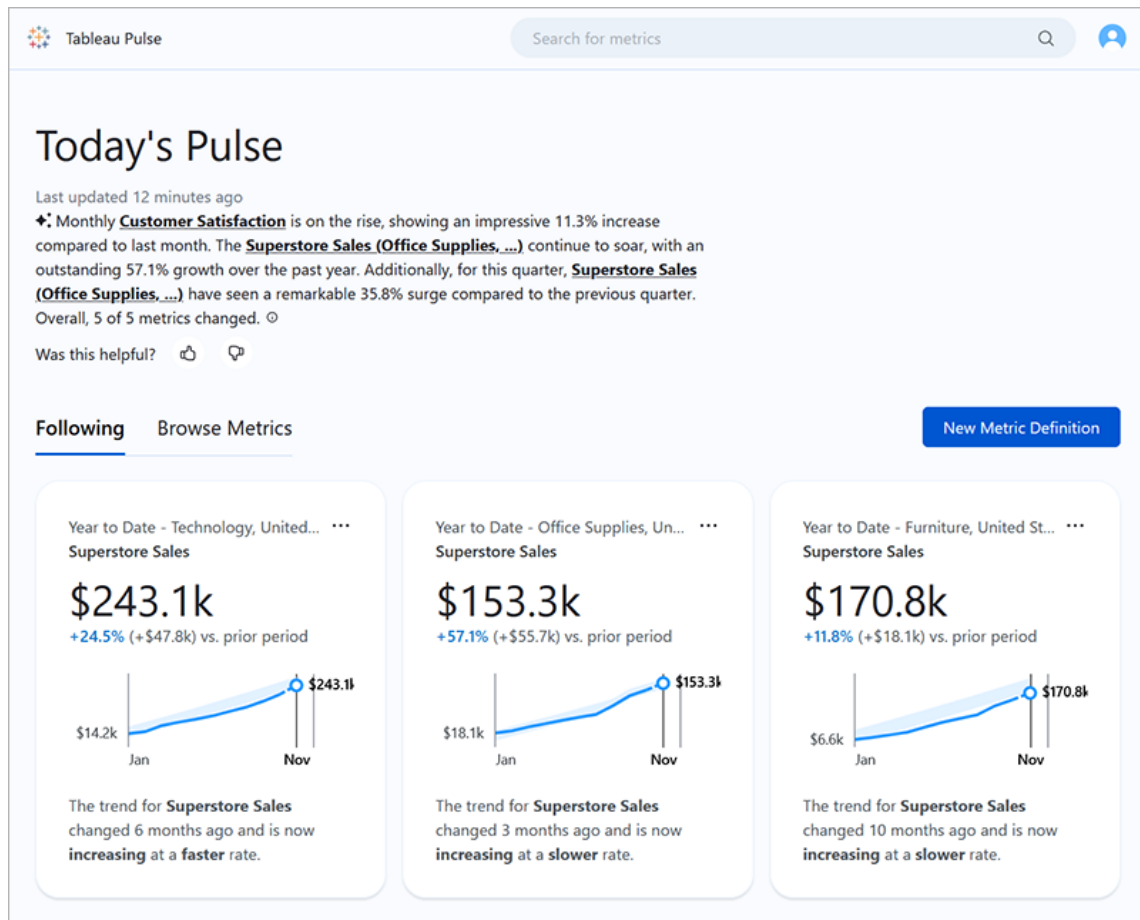 Tableau Pulse
Search for metrics
Today's Pulse
Last updated 12 minutes ago
Monthly Customer Satisfaction is on the rise, showing an impressive 11.3% increase
compared to last month. The Superstore Sales (Office Supplies, ...) continue to soar, with an
outstanding 57.1% growth over the past year. Additionally, for this quarter, Superstore Sales
(Office Supplies, ...) have seen a remarkable 35.8% surge compared to the previous quarter.
Overall, 5 of 5 metrics changed.
Was this helpful?
Following
Browse Metrics
New Metric Definition
Year to Date - Technology, United...
Superstore Sales
$243.1k
+24.5% (+$47.8k) vs. prior period
$243.1k
$14.2k
Jan
Nov
The trend for Superstore Sales
changed 6 months ago and is now
increasing at a faster rate.
Year to Date - Office Supplies, Un...
Superstore Sales
$153.3k
+57.1% (+$55.7k) vs. prior period
$153.3k
$18.1k
Jan
Nov
The trend for Superstore Sales
changed 3 months ago and is now
increasing at a slower rate.
Year to Date - Furniture, United St...
Superstore Sales
$170.8k
+11.8% (+$18.1k) vs. prior period
$170.8k
$6.6k
Jan
Nov
The trend for Superstore Sales
changed 10 months ago and is now
increasing at a slower rate.